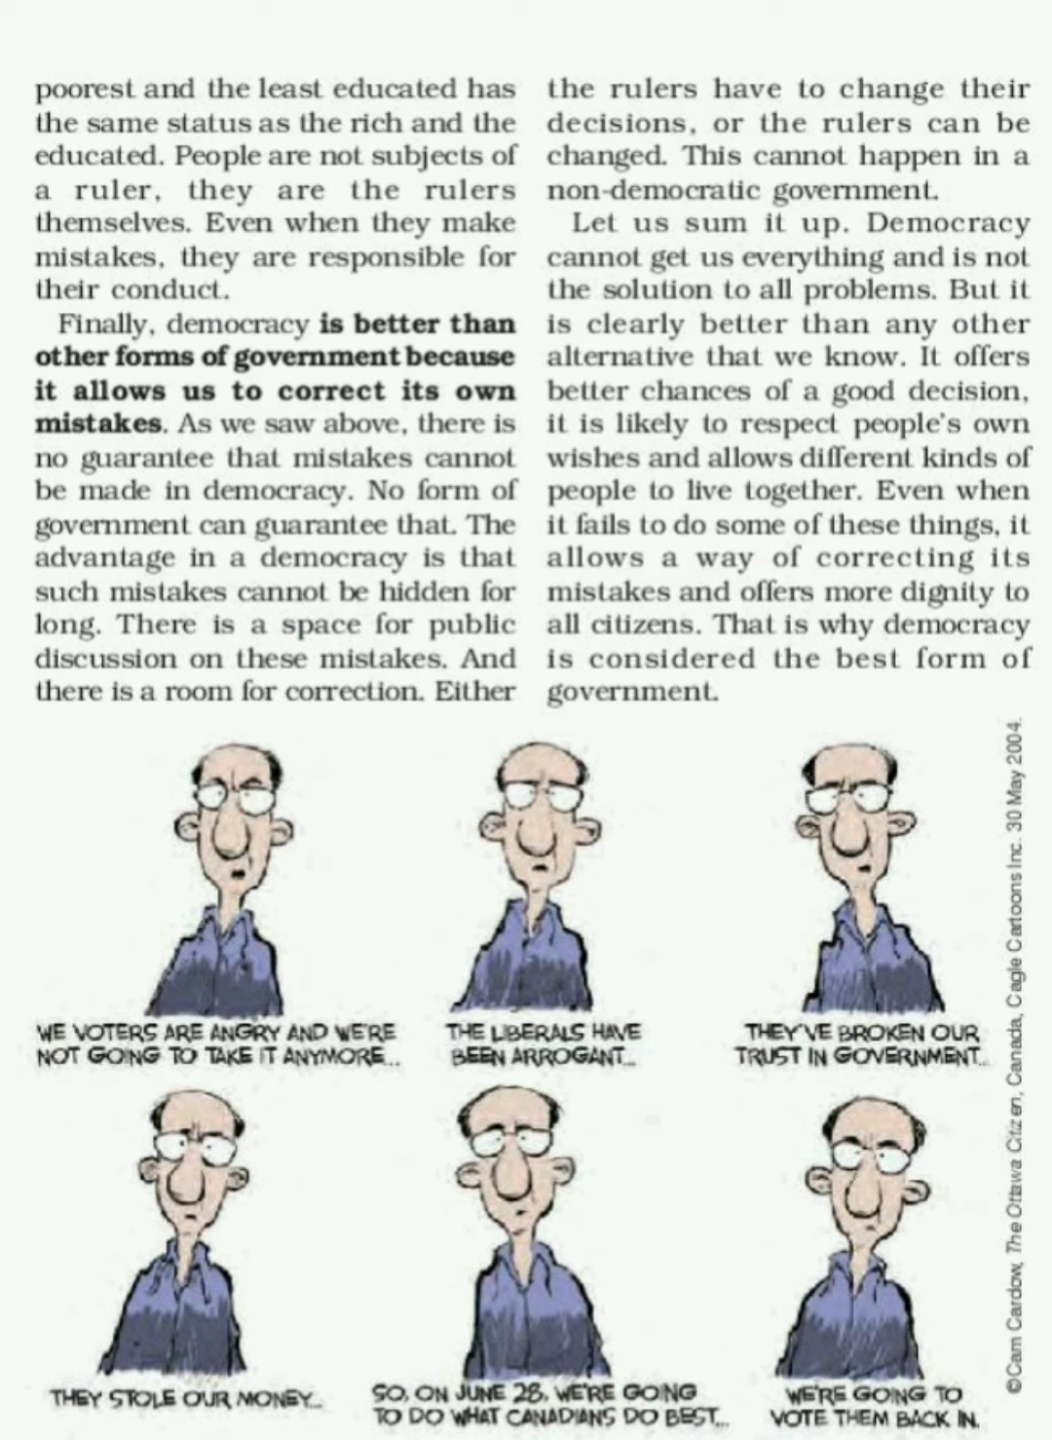 poorest and the least educated has
the same status as the rich and the
educated. People are not subjects of
a ruler, they are the rulers
themselves. Even when they make
mistakes, they are responsible for
their conduct.
Finally, democracy is better than
other forms of government because
it allows us to correct its own
mistakes. As we saw above, there is
no guarantee that mistakes cannot
be made in democracy. No form of
government can guarantee that. The
advantage in a democracy is that
such mistakes cannot be hidden for
long. There is a space for public
discussion on these mistakes. And
there is a room for correction. Either
the rulers have to change their
decisions, or the rulers can be
changed. This cannot happen in a
non-democratic government.
Let us sum it up. Democracy
cannot get us everything and is not
the solution to all problems. But it
is clearly better than any other
alternative that we know. It offers
better chances of a good decision,
it is likely to respect people's own
wishes and allows different kinds of
people to live together. Even when
it fails to do some of these things, it
allows a way of correcting its
mistakes and offers more dignity to
all citizens. That is why democracy
is considered the best form of
government.
WE VOTERS ARE ANGRY AND WE'RE
NOT GOING TO TAKE IT ANYMORE...
THE LIBERALS HAVE
BEEN ARROGANT...
THEY'VE BROKEN OUR
TRUST IN GOVERNMENT...
THEY STOLE OUR MONEY...
SO, ON JUNE 28, WE'RE GOING
TO DO WHAT CANADIANS DO BEST...
WE'RE GOING TO
VOTE THEM BACK IN.
©Cam Cardow, The Ottawa Citizen, Canada, Cagle Cartoons Inc. 30 May 2004.